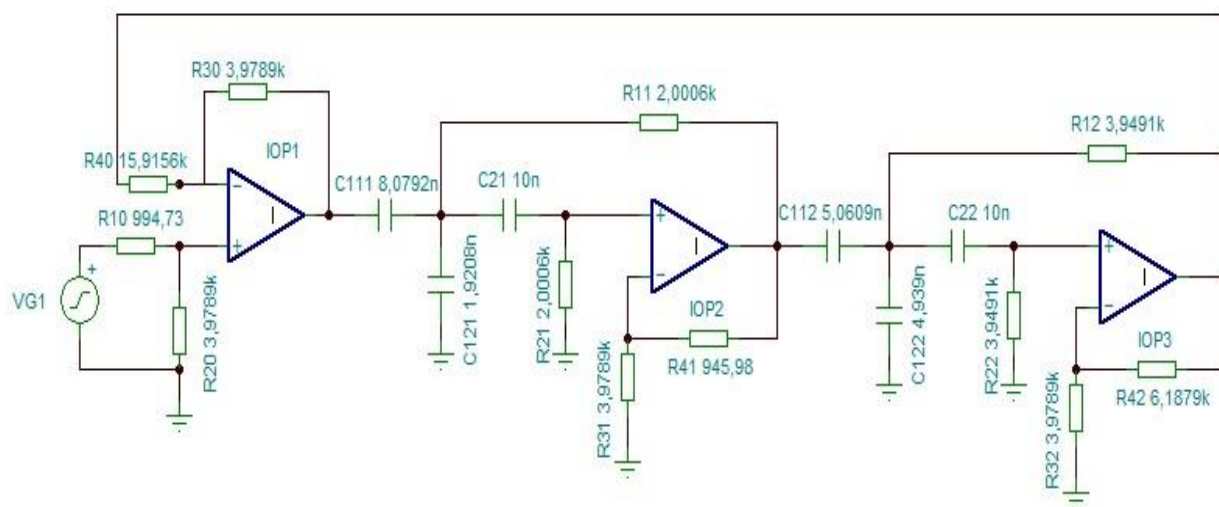 R30 3,9789k
R11 2,0006k
R12 3,9491k
R40 15,9156k
IOP1
C111 8,0792n
C21 10n
R10 994,73
C112 5,0609n
C22 10n
−
+
+
−
+
−
+
VG1
R20 3,9789k
C121 1,9208n
R21 2,0006k
IOP2
R41 945,98
R31 3,9789k
C122 4,939n
R22 3,9491k
IOP3
R42 6,1879k
R32 3,9789k